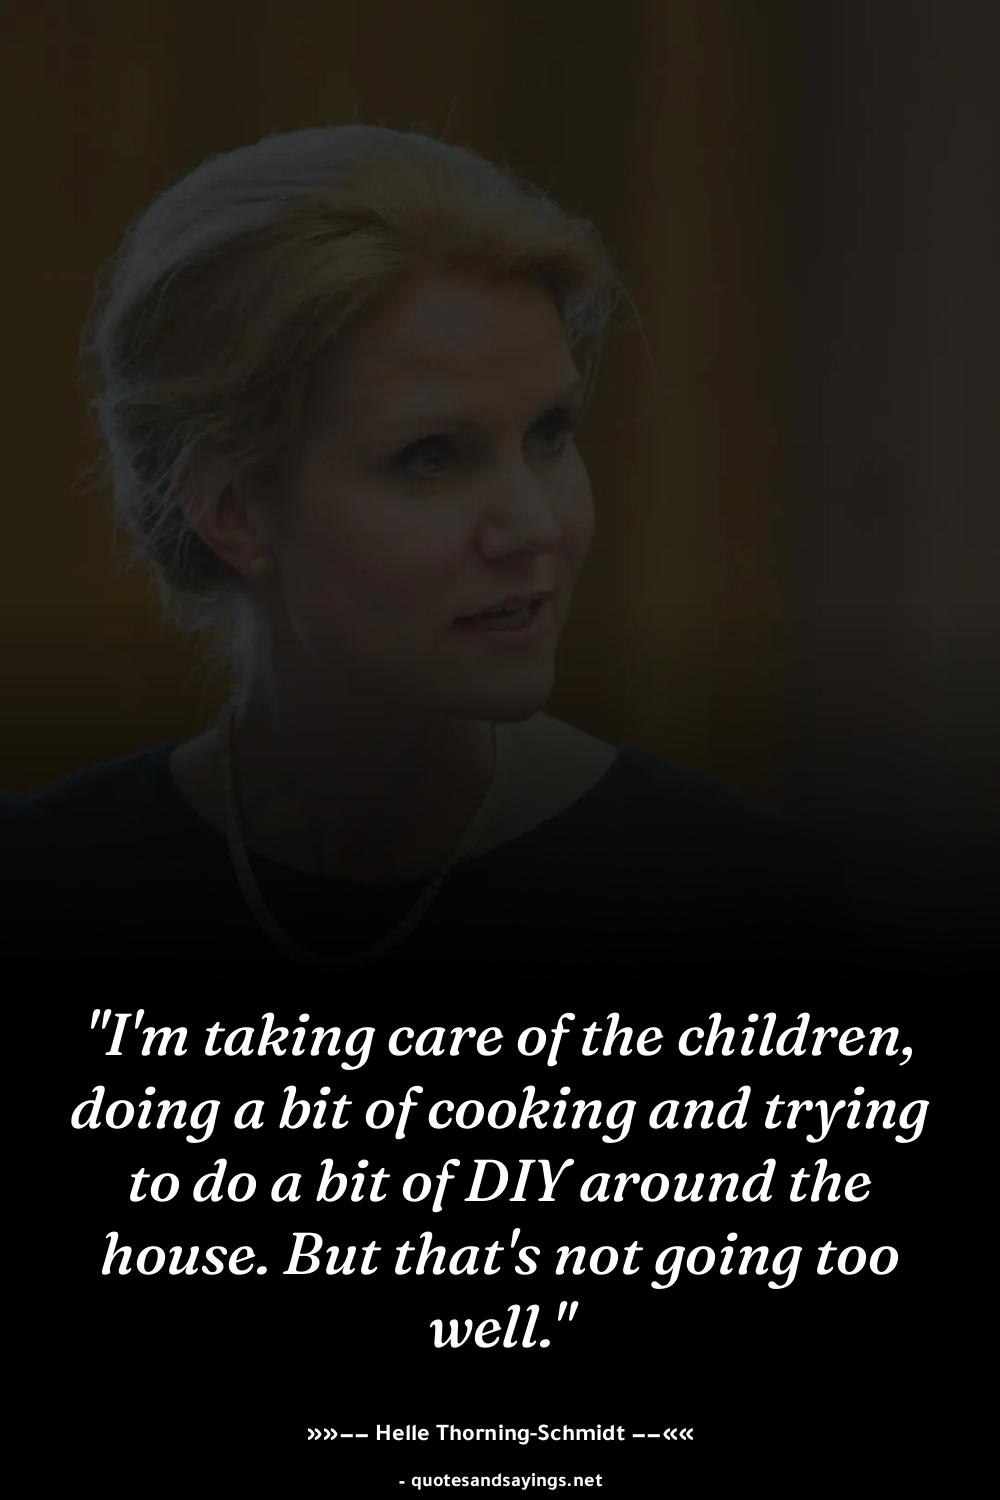 "I'm taking care of the children,
doing a bit of cooking and trying
to do a bit of DIY around the
house. But that's not going too
well."
»»−− Helle Thorning-Schmidt −−««
- quotesandsayings.net